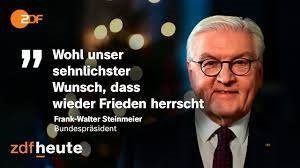 ZDF
"Wohl unser
sehnlichster
Wunsch, dass
wieder Frieden herrscht
Frank-Walter Steinmeier
Bundespräsident
zdfheute